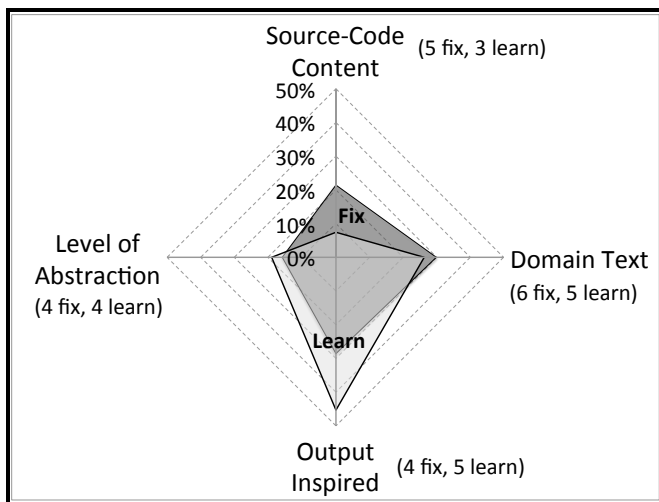 Source-Code
Content
(5 fix, 3 learn)
50%
40%
30%
20%
10%
0%
Fix
Level of
Abstraction
(4 fix, 4 learn)
Domain Text
(6 fix, 5 learn)
Learn
Output
Inspired
(4 fix, 5 learn)